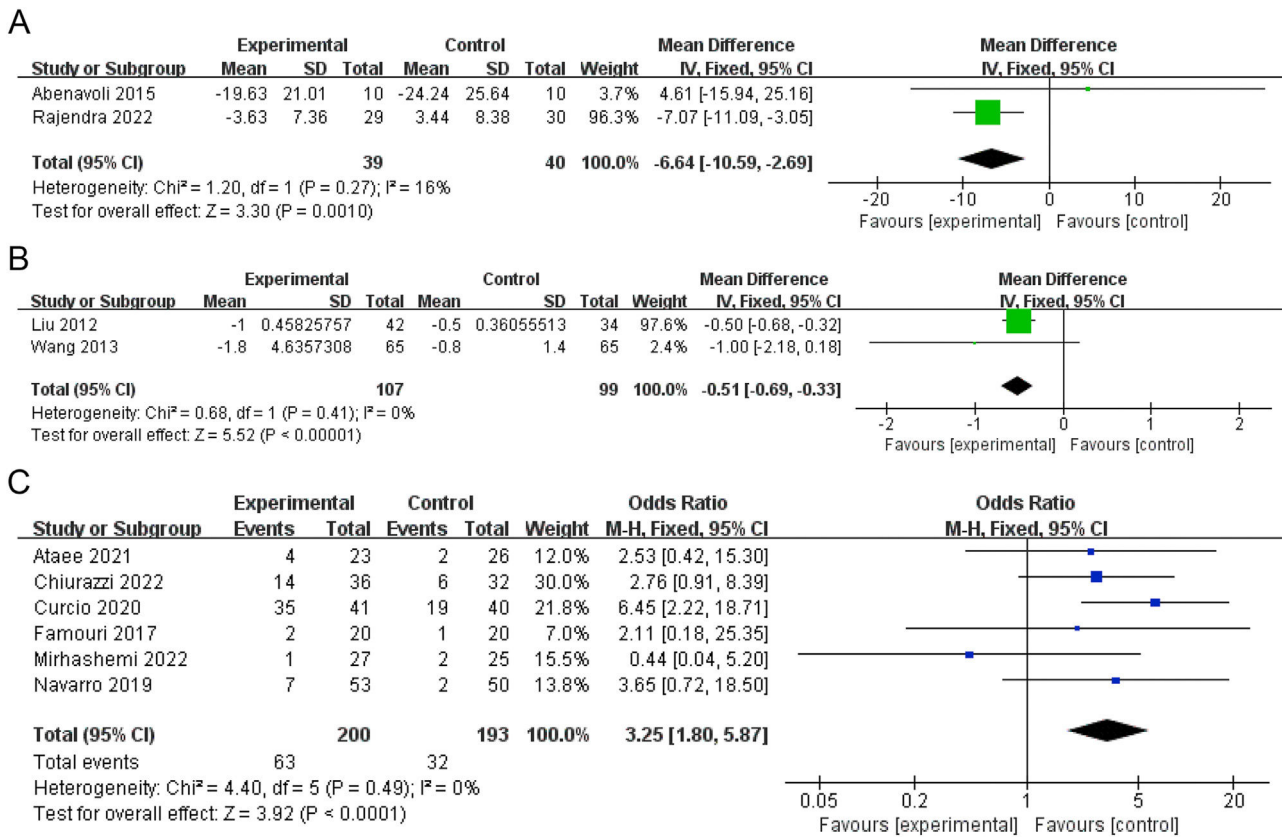 A
Experimental Control Mean Difference Mean Difference
Study or Subgroup Mean SD Total Mean SD Total Weight IV, Fixed, 95% CI IV, Fixed, 95% CI
Abenavoli 2015 -19.63 21.01 10 -24.24 25.64 10 3.7% 4.61 [-15.94, 25.16]
Rajendra 2022 -3.63 7.36 29 3.44 8.38 30 96.3% -7.07 [-11.09, -3.05]
Total (95% CI) 39 40 100.0% -6.64 [-10.59, -2.69]
Heterogeneity: Chi² = 1.20, df = 1 (P = 0.27); I² = 16%
Test for overall effect: Z = 3.30 (P = 0.0010)
-20 -10 0 10 20
Favours [experimental] Favours [control]
B
Experimental Control Mean Difference Mean Difference
Study or Subgroup Mean SD Total Mean SD Total Weight IV, Fixed, 95% CI IV, Fixed, 95% CI
Liu 2012 -1 0.45825757 42 -0.5 0.36055513 34 97.6% -0.50 [-0.68, -0.32]
Wang 2013 -1.8 4.6357308 65 -0.8 1.4 65 2.4% -1.00 [-2.18, 0.18]
Total (95% CI) 107 99 100.0% -0.51 [-0.69, -0.33]
Heterogeneity: Chi² = 0.68, df = 1 (P = 0.41); I² = 0%
Test for overall effect: Z = 5.52 (P < 0.00001)
-2 -1 0 1 2
Favours [experimental] Favours [control]
C
Experimental Control Odds Ratio Odds Ratio
Study or Subgroup Events Total Events Total Weight M-H, Fixed, 95% CI M-H, Fixed, 95% CI
Ataee 2021 4 23 2 26 12.0% 2.53 [0.42, 15.30]
Chiurazzi 2022 14 36 6 32 30.0% 2.76 [0.91, 8.39]
Curcio 2020 35 41 19 40 21.8% 6.45 [2.22, 18.71]
Famouri 2017 2 20 1 20 7.0% 2.11 [0.18, 25.35]
Mirhashemi 2022 1 27 2 25 15.5% 0.44 [0.04, 5.20]
Navarro 2019 7 53 2 50 13.8% 3.65 [0.72, 18.50]
Total (95% CI) 200 193 100.0% 3.25 [1.80, 5.87]
Total events 63 32
Heterogeneity: Chi² = 4.40, df = 5 (P = 0.49); I² = 0%
Test for overall effect: Z = 3.92 (P < 0.0001)
0.05 0.2 1 5 20
Favours [experimental] Favours [control]